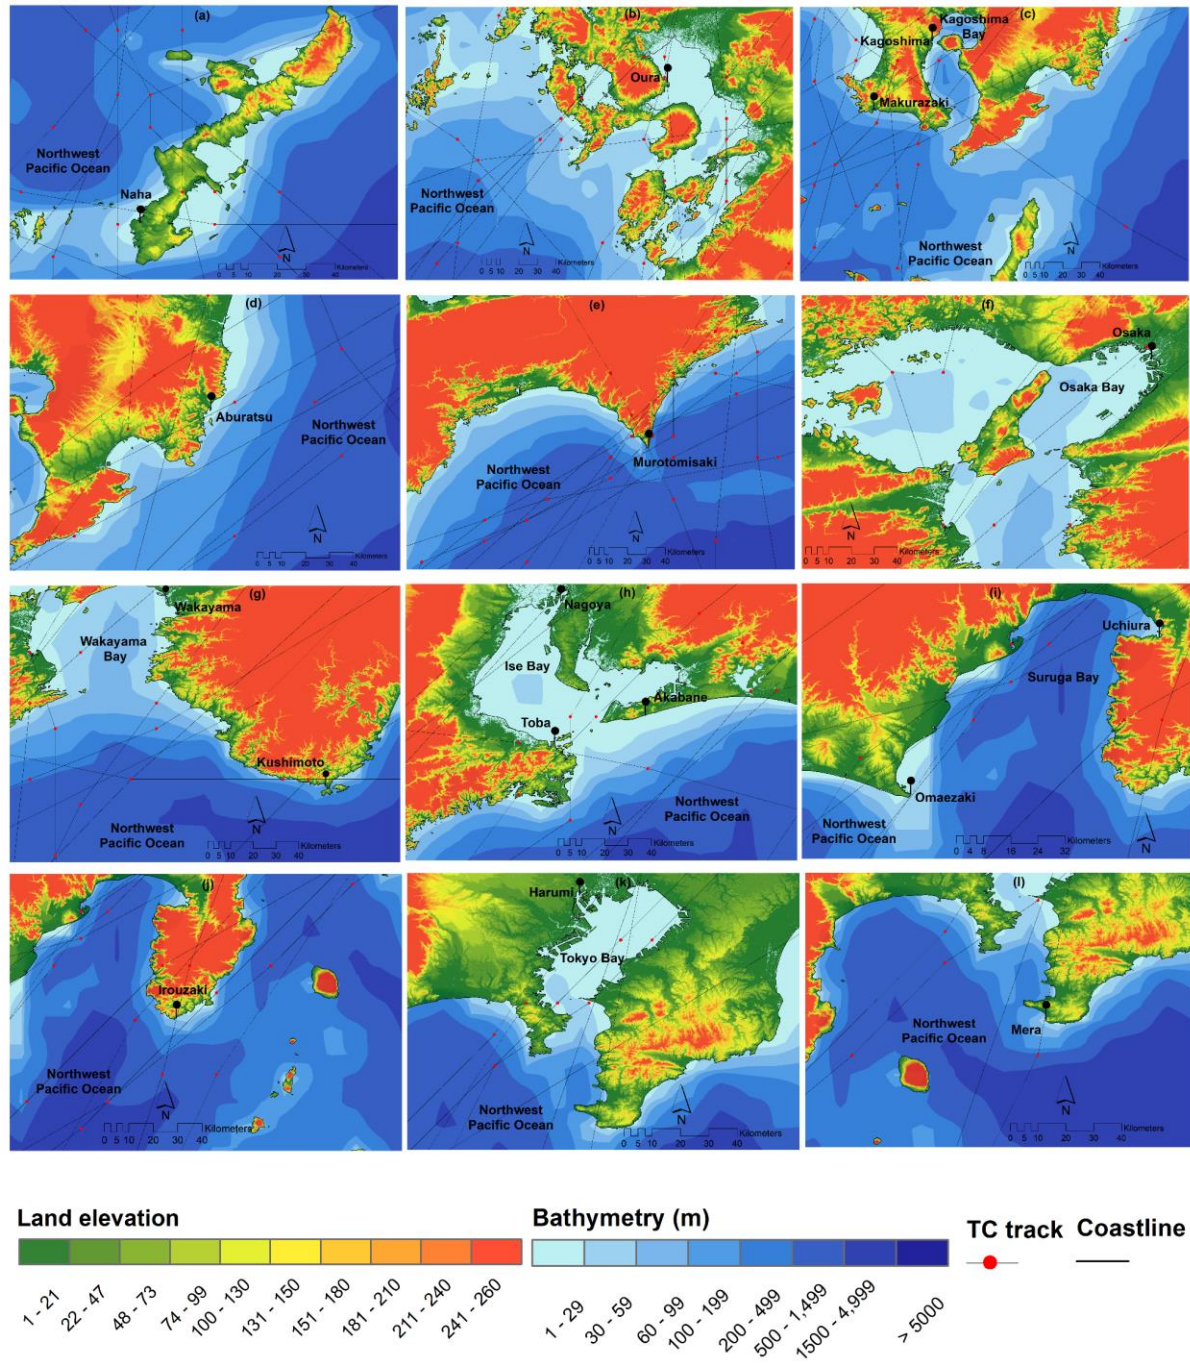 (a)
Northwest
Pacific Ocean
Naha
N
0 5 10 20 30 40
Kilometers
(b)
Oura
Northwest
Pacific Ocean
N
0 5 10 20 30 40
Kilometers
(c)
Kagoshima
Bay
Kagoshima
Makurazaki
Northwest
Pacific Ocean
N
0 5 10 20 30 40
Kilometers
(d)
Aburatsu
Northwest
Pacific Ocean
N
0 5 10 20 30 40
Kilometers
(e)
Murotomisaki
Northwest
Pacific Ocean
N
0 5 10 20 30 40
Kilometers
(f)
Osaka
Osaka Bay
N
0 5 10 20 30 40
Kilometers
(g)
Wakayama
Wakayama
Bay
Kushimoto
Northwest
Pacific Ocean
N
0 5 10 20 30 40
Kilometers
(h)
Nagoya
Ise Bay
Akabane
Toba
Northwest
Pacific Ocean
N
0 5 10 20 30 40
Kilometers
(i)
Uchiura
Suruga Bay
Omaezaki
Northwest
Pacific Ocean
N
0 4 8 16 24 32
Kilometers
(j)
Irouzaki
Northwest
Pacific Ocean
N
0 5 10 20 30 40
Kilometers
(k)
Harumi
Tokyo Bay
Northwest
Pacific Ocean
N
0 5 10 20 30 40
Kilometers
(l)
Northwest
Pacific Ocean
Mera
N
0 5 10 20 30 40
Kilometers
Land elevation
1 - 21
22 - 47
48 - 73
74 - 99
100 - 130
131 - 150
151 - 180
181 - 210
211 - 240
241 - 260
Bathymetry (m)
1 - 29
30 - 59
60 - 99
100 - 199
200 - 499
500 - 1,499
1500 - 4,999
> 5000
TC track
Coastline